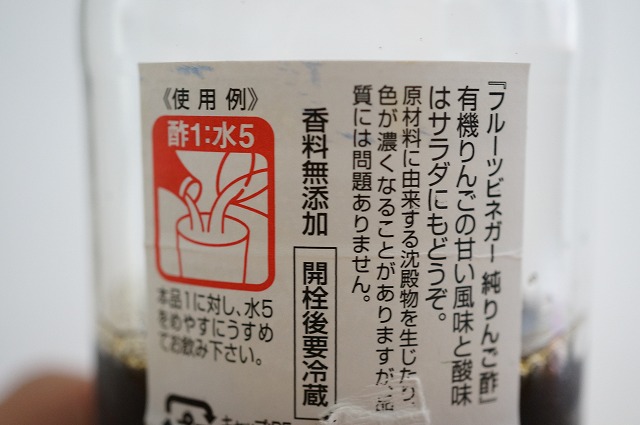 『フルーツビネガー 純りんご酢』
有機りんごの甘い風味と酸味
はサラダにもどうぞ。
原材料に由来する沈殿物を生じたり、
色が濃くなることがありますが、品
質には問題ありません。
香料無添加
開栓後要冷蔵
《使用例》
酢1:水5
本品1に対し、水5
をめやすにうすめ
てお飲み下さい。